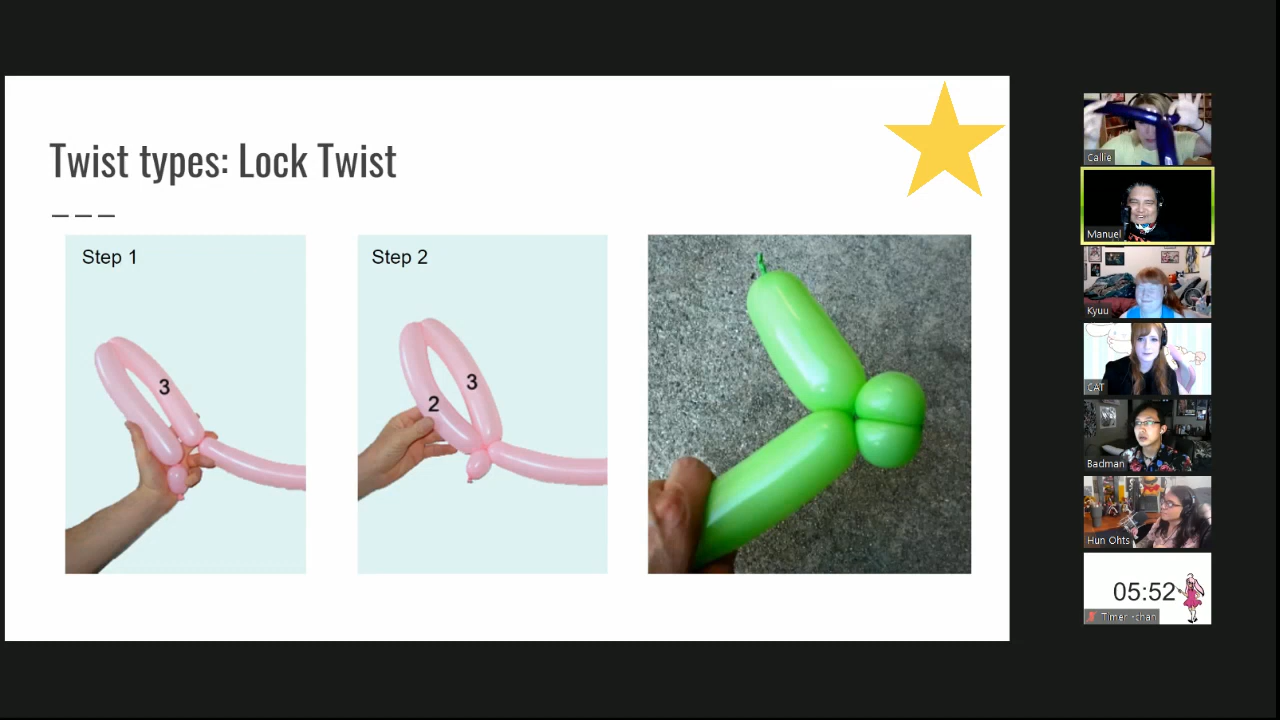 Twist types: Lock Twist
Step 1
3
Step 2
3
2
Callie
Manuel
Kyuu
CAT
Badman
Hun Ohts
05:52
Timer-chan